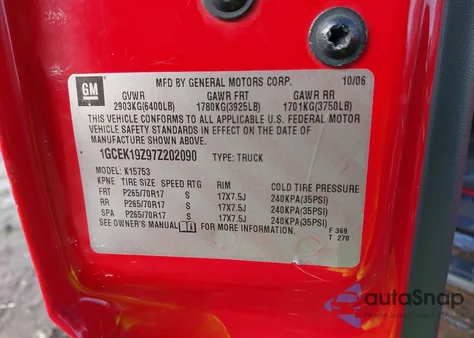 GM
MFD BY GENERAL MOTORS CORP. 10/06
GVWR GAWR FRT GAWR RR
2903KG(6400LB) 1780KG(3925LB) 1701KG(3750LB)
THIS VEHICLE CONFORMS TO ALL APPLICABLE U.S. FEDERAL MOTOR
VEHICLE SAFETY STANDARDS IN EFFECT ON THE DATE OF
MANUFACTURE SHOWN ABOVE.
1GCEK19Z97Z202090 TYPE: TRUCK
MODEL: K15753
KPNE TIRE SIZE SPEED RTG RIM COLD TIRE PRESSURE
FRT P265/70R17 S 17X7.5J 240KPA(35PSI)
RR P265/70R17 S 17X7.5J 240KPA(35PSI)
SPA P265/70R17 S 17X7.5J 240KPA(35PSI)
SEE OWNER'S MANUAL FOR MORE INFORMATION.
F 369
T 270
autaSnap